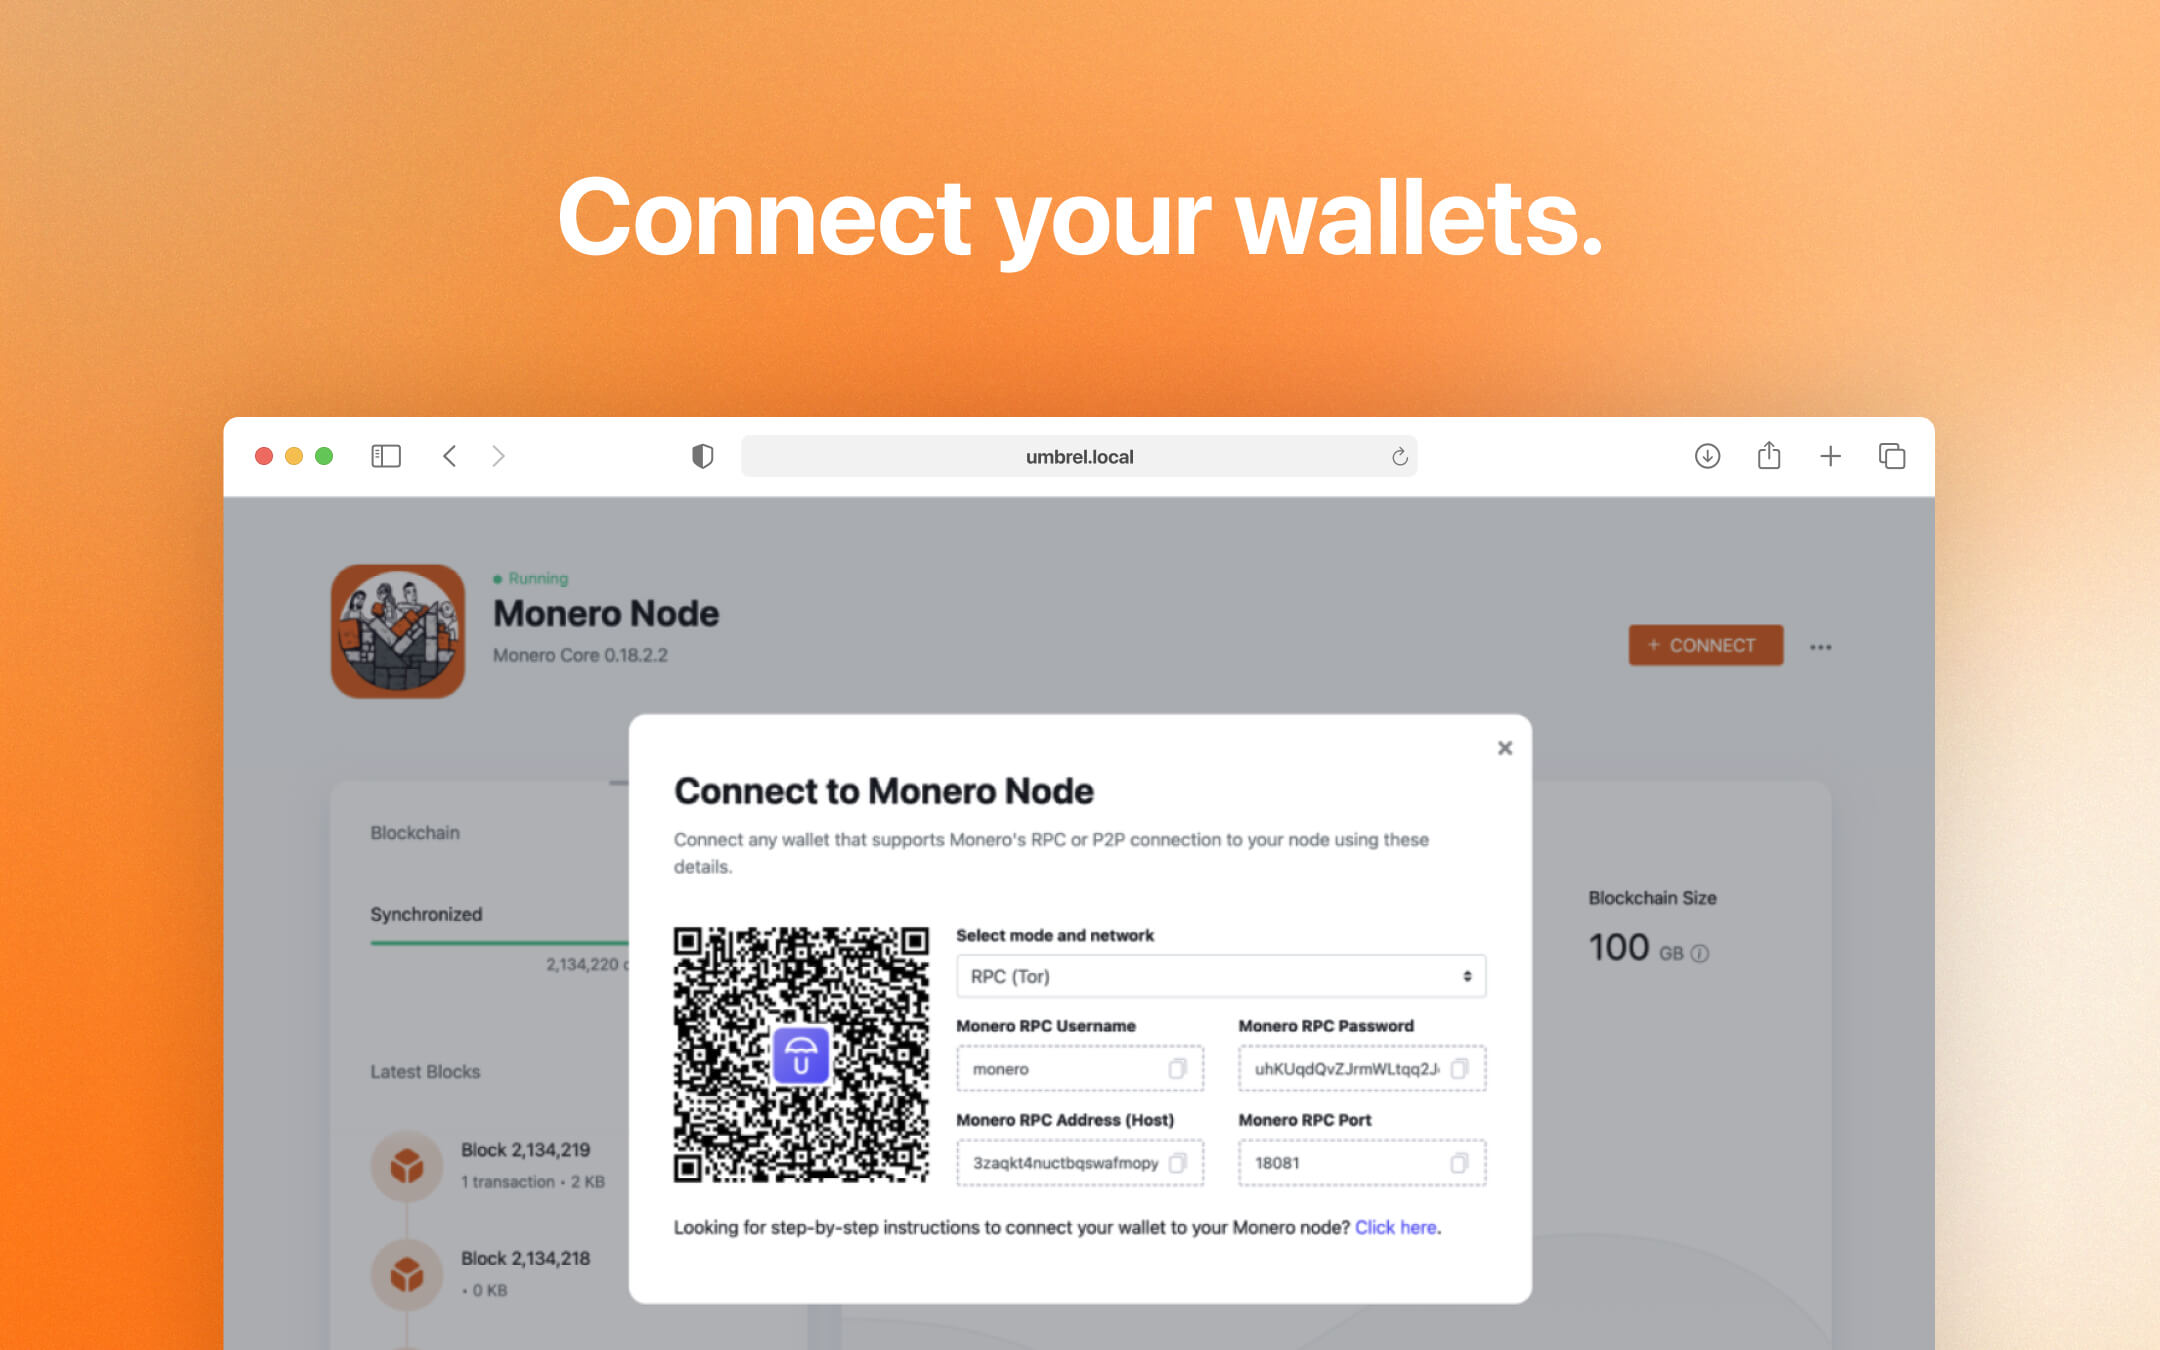 Connect your wallets.
umbrel.local
Running
Monero Node
Monero Core 0.18.2.2
+ CONNECT
Connect to Monero Node
Connect any wallet that supports Monero's RPC or P2P connection to your node using these
details.
Blockchain
Synchronized
2,134,220
Latest Blocks
Block 2,134,219
1 transaction • 2 KB
Block 2,134,218
• 0 KB
Select mode and network
RPC (Tor)
Monero RPC Username
monero
Monero RPC Password
uhKUqdQvZJrmWLtqq2J
Monero RPC Address (Host)
3zaqkt4nuctbqswafmopy
Monero RPC Port
18081
Looking for step-by-step instructions to connect your wallet to your Monero node? Click here.
Blockchain Size
100 GB